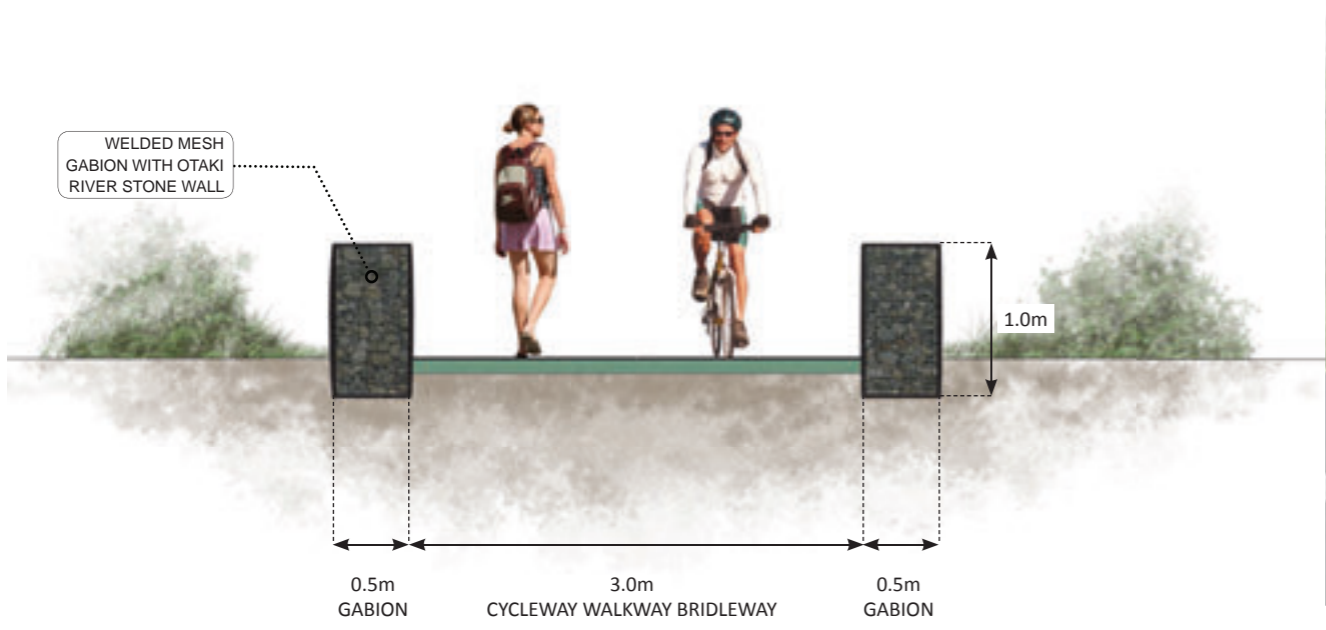 WELDED MESH
GABION WITH OTAKI
RIVER STONE WALL
1.0m
0.5m
GABION
3.0m
CYCLEWAY WALKWAY BRIDLEWAY
0.5m
GABION